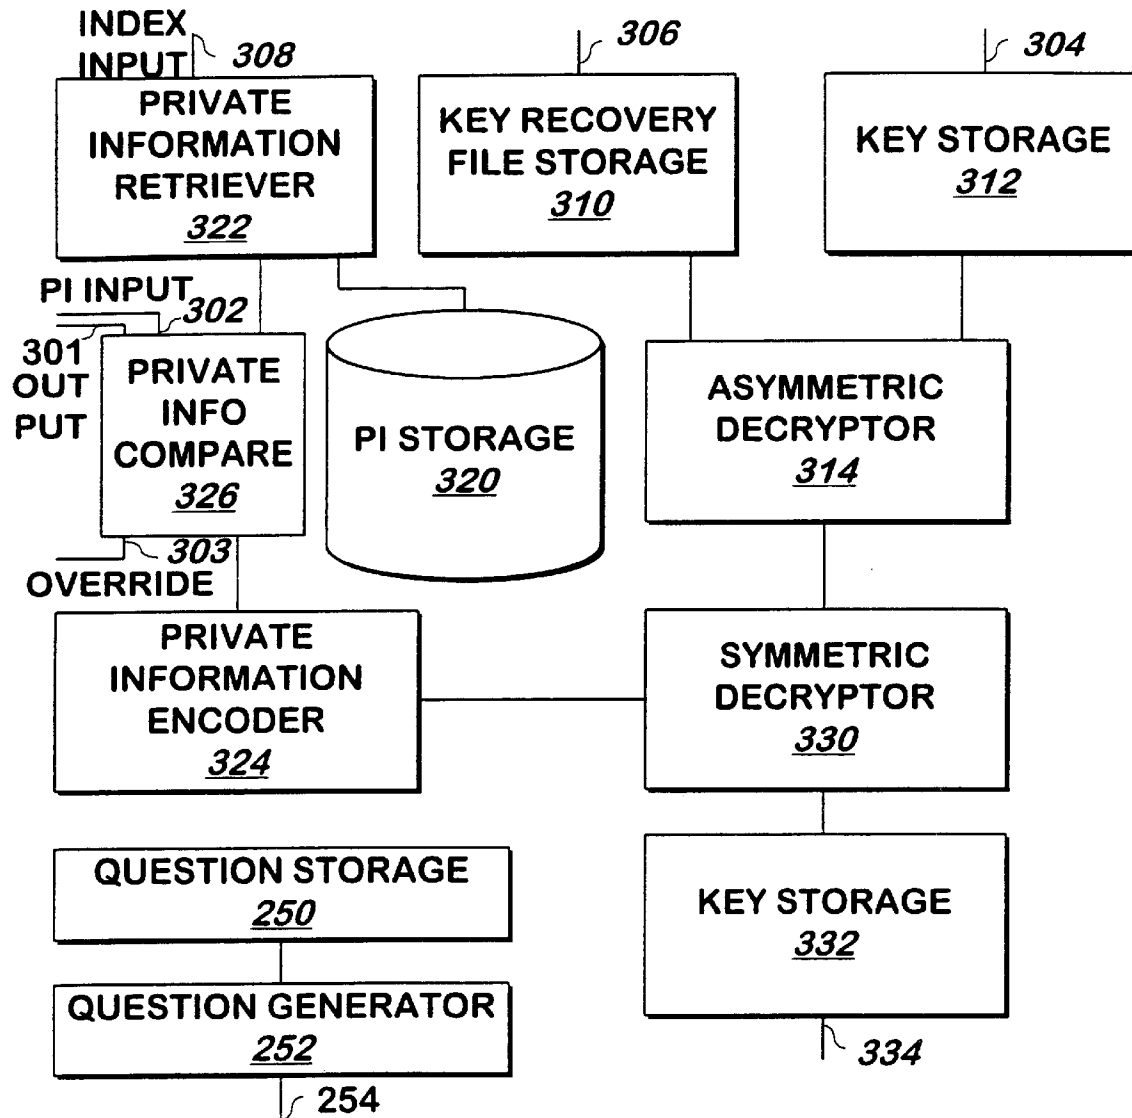 INDEX
INPUT
308
306
304
PRIVATE
INFORMATION
RETRIEVER
322
KEY RECOVERY
FILE STORAGE
310
KEY STORAGE
312
PI INPUT
302
301
OUT
PUT
PRIVATE
INFO
COMPARE
326
PI STORAGE
320
ASYMMETRIC
DECRYPTOR
314
303
OVERRIDE
PRIVATE
INFORMATION
ENCODER
324
SYMMETRIC
DECRYPTOR
330
QUESTION STORAGE
250
KEY STORAGE
332
QUESTION GENERATOR
252
334
254